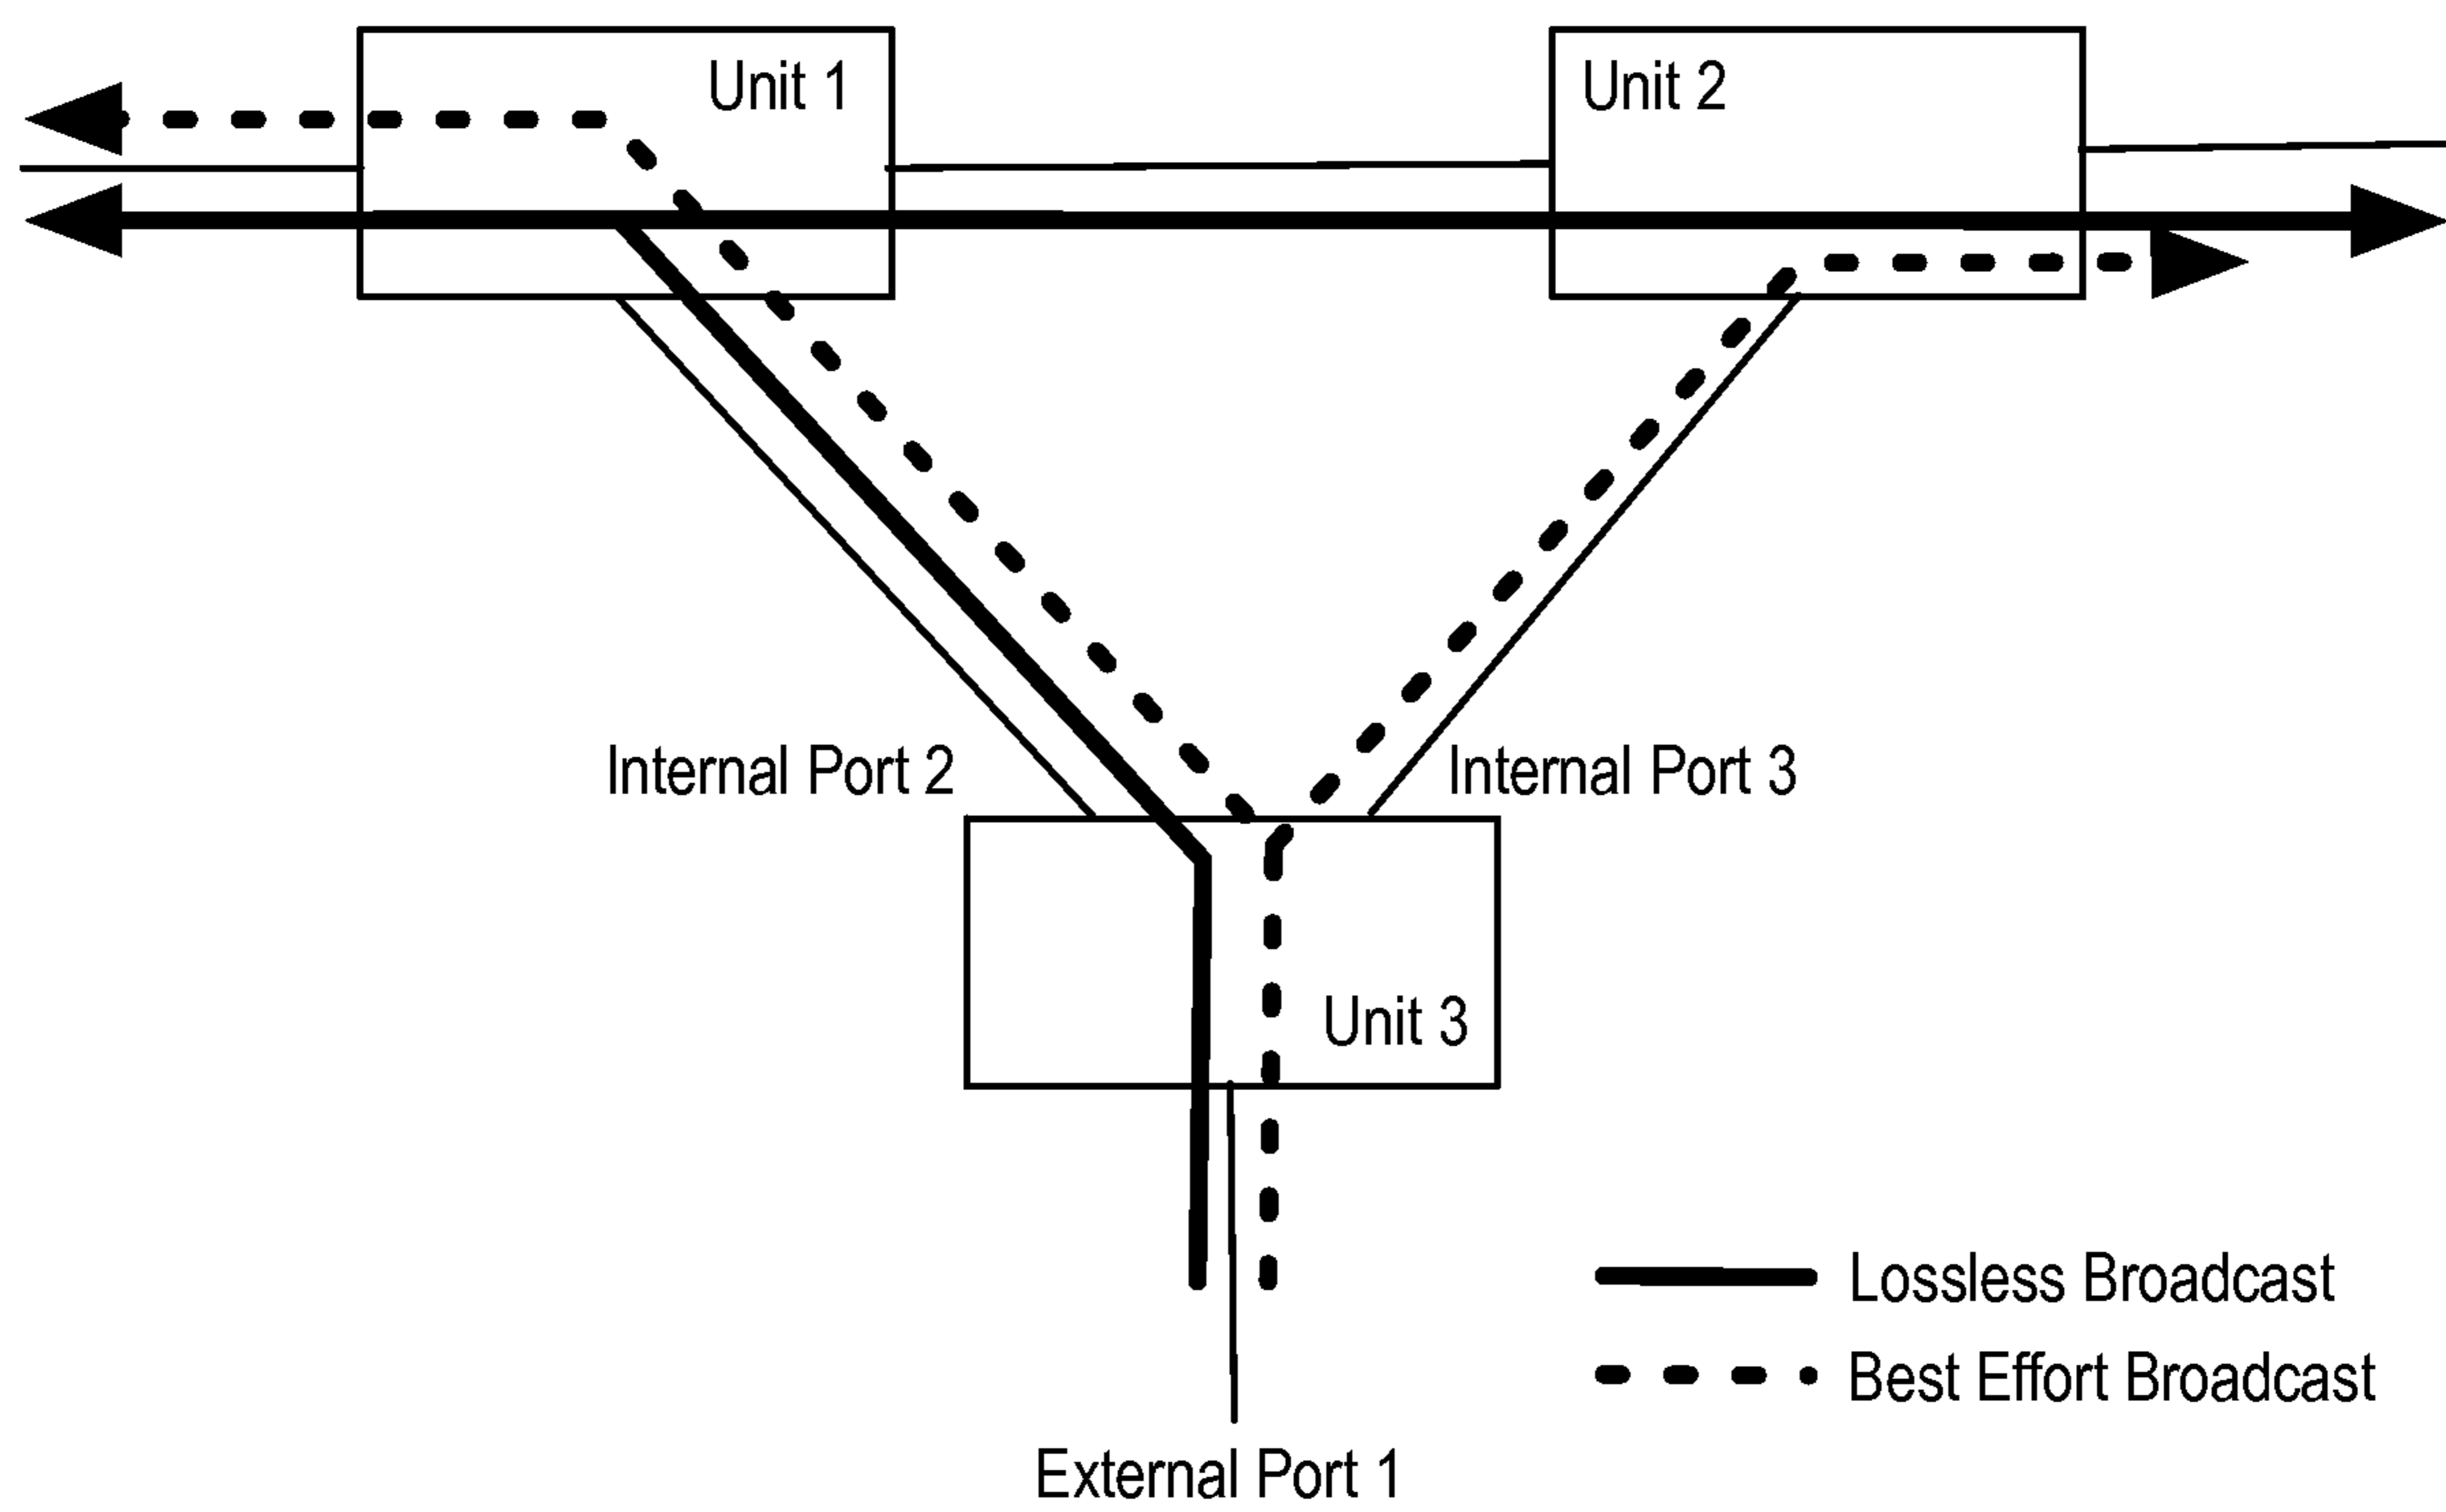 Unit 1
Unit 2
Internal Port 2
Internal Port 3
Unit 3
Lossless Broadcast
Best Effort Broadcast
External Port 1